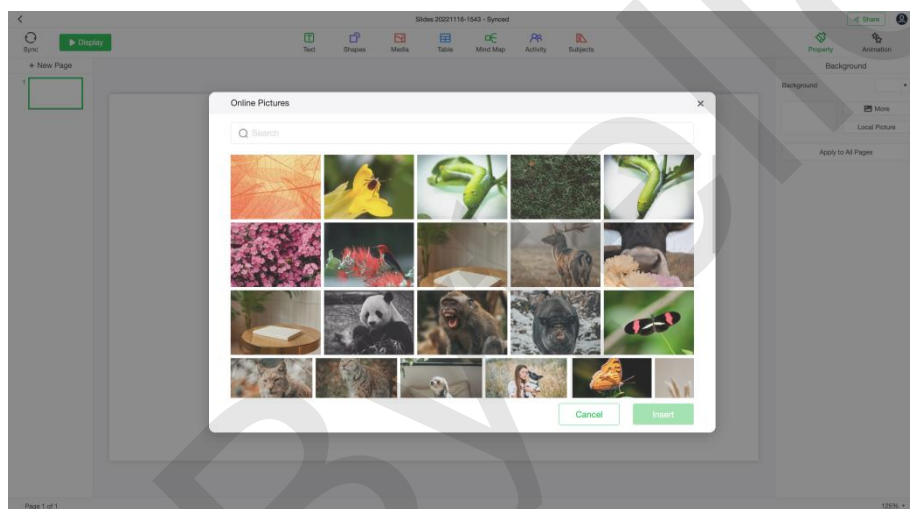 Slides 20221116-1543 - Synced
Share
Sync
Display
Text
Shapes
Media
Table
Mind Map
Activity
Subjects
Property
Animation
+ New Page
Background
1
Background
More
Local Picture
Apply to All Pages
Online Pictures
Search
Cancel
Insert
Page 1 of 1
125%